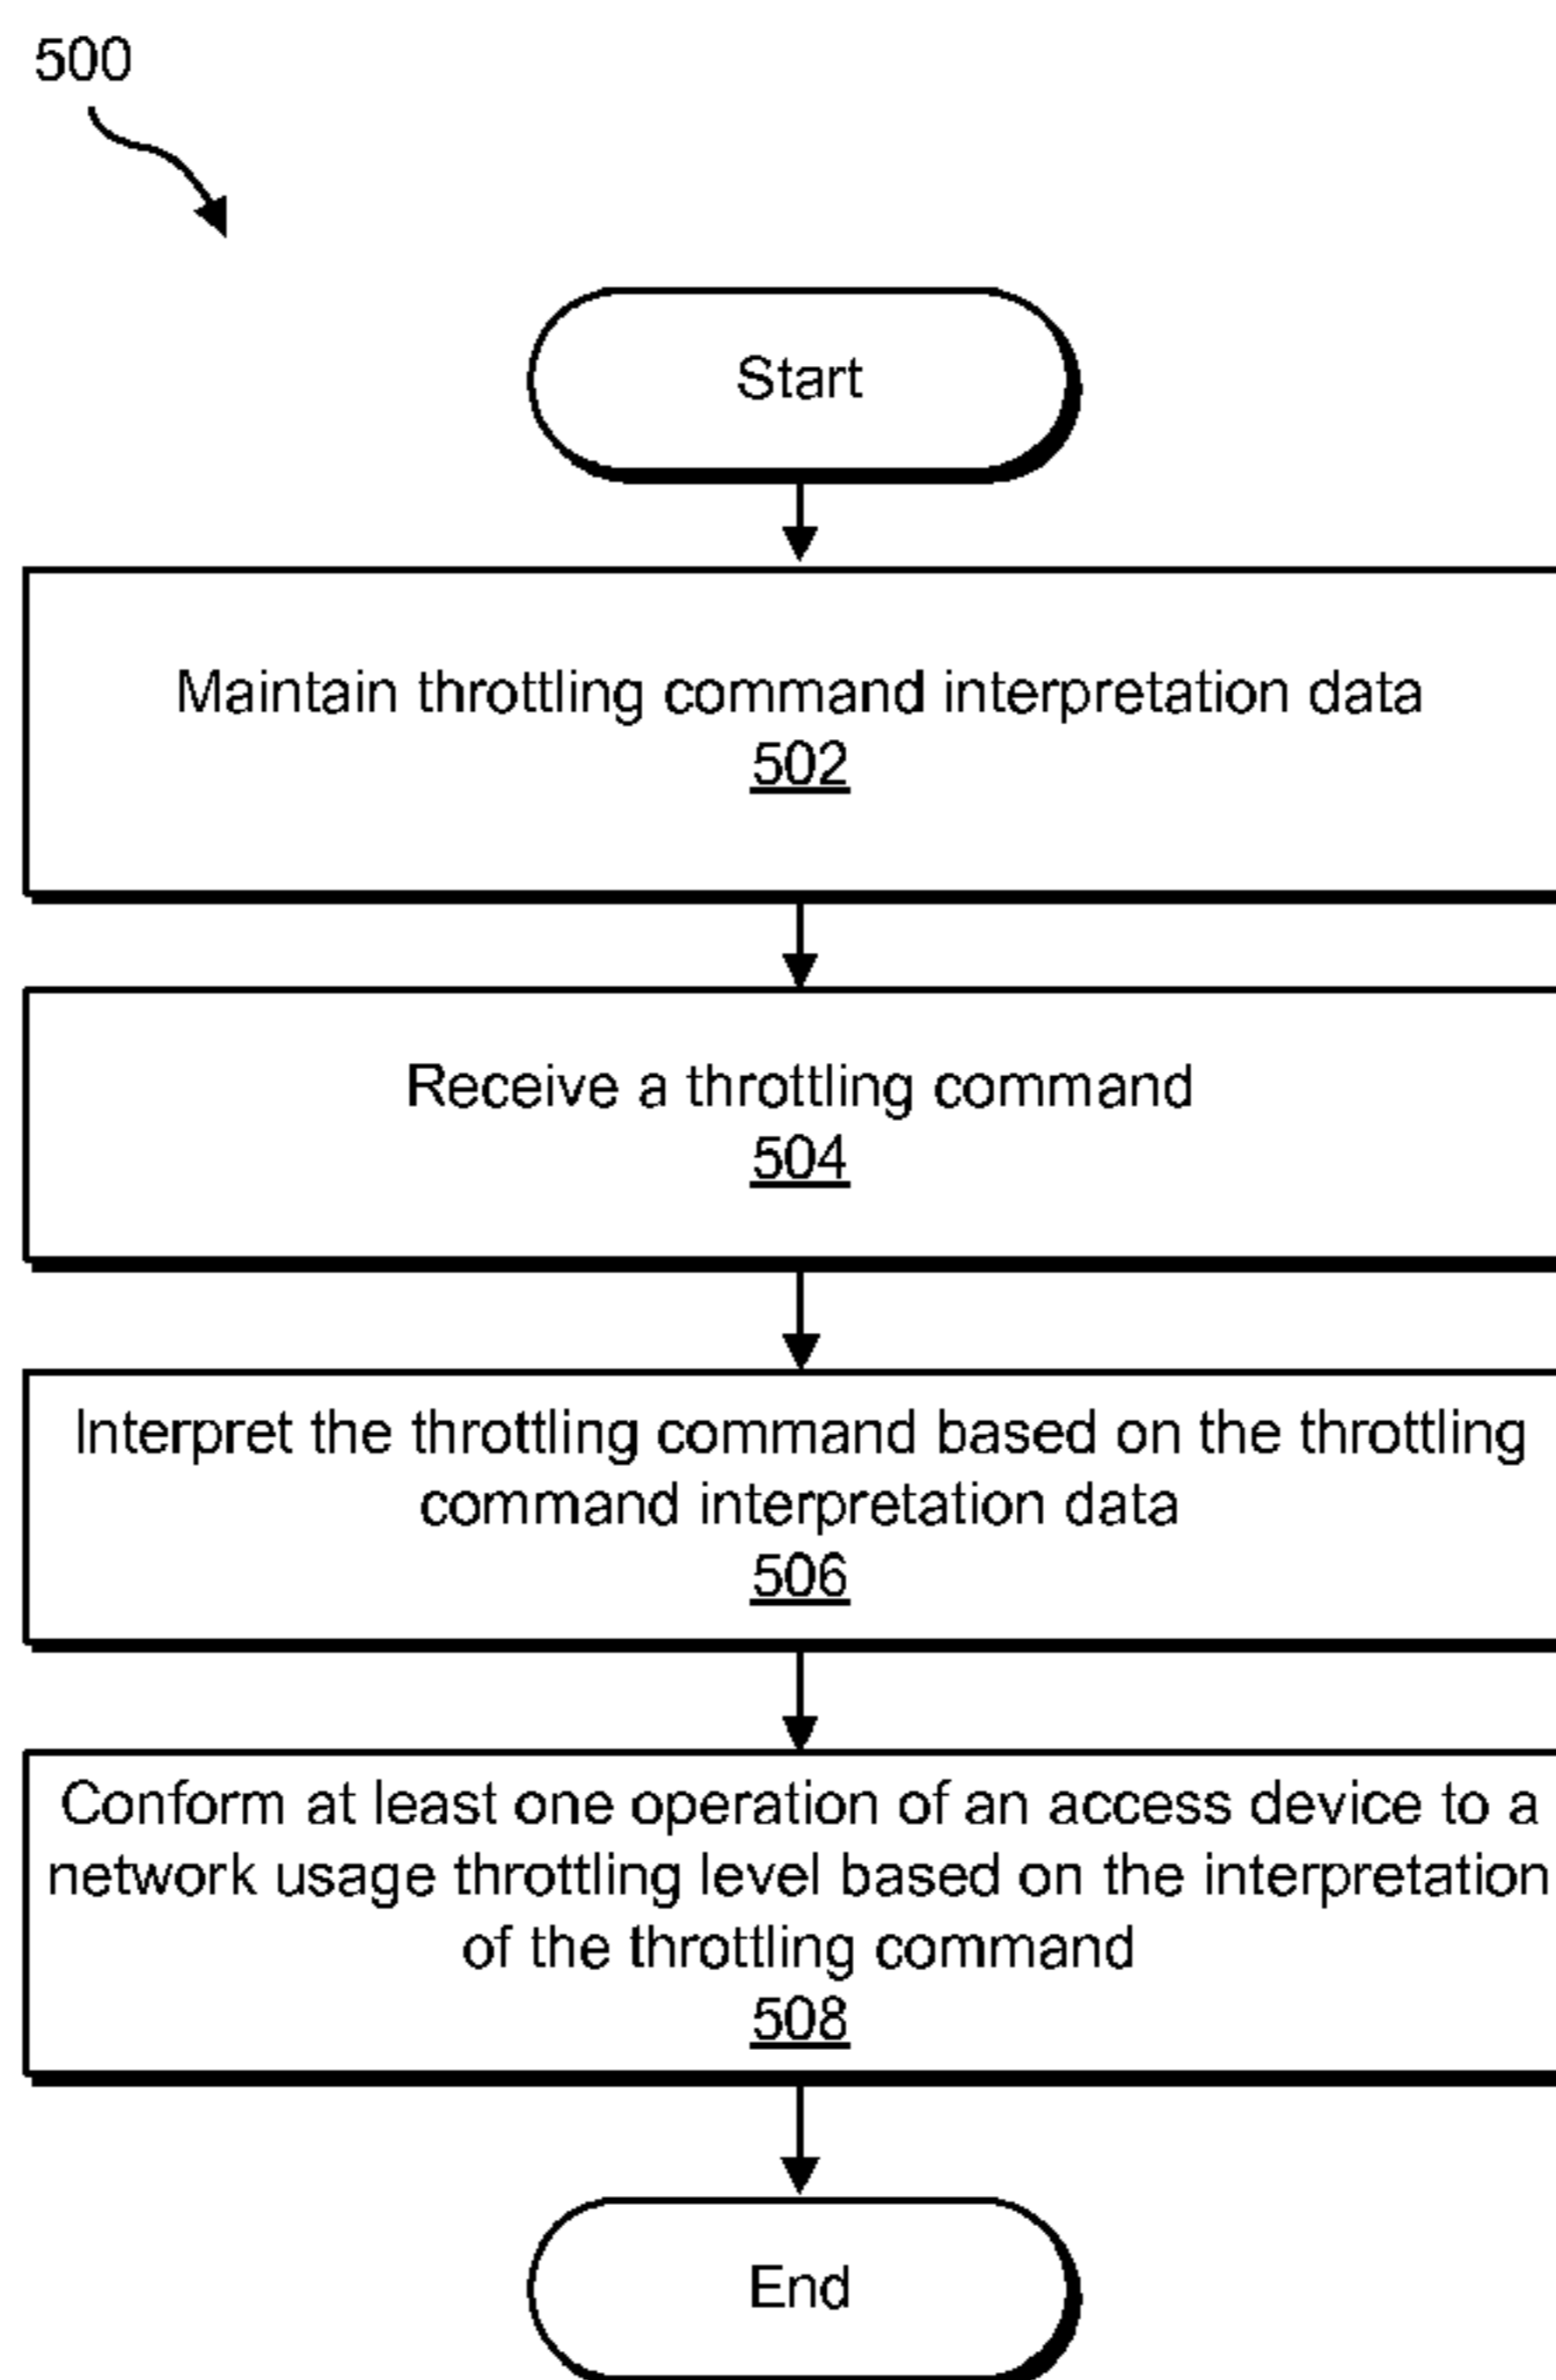 500
Start
Maintain throttling command interpretation data
502
Receive a throttling command
504
Interpret the throttling command based on the throttling
command interpretation data
506
Conform at least one operation of an access device to a
network usage throttling level based on the interpretation
of the throttling command
508
End